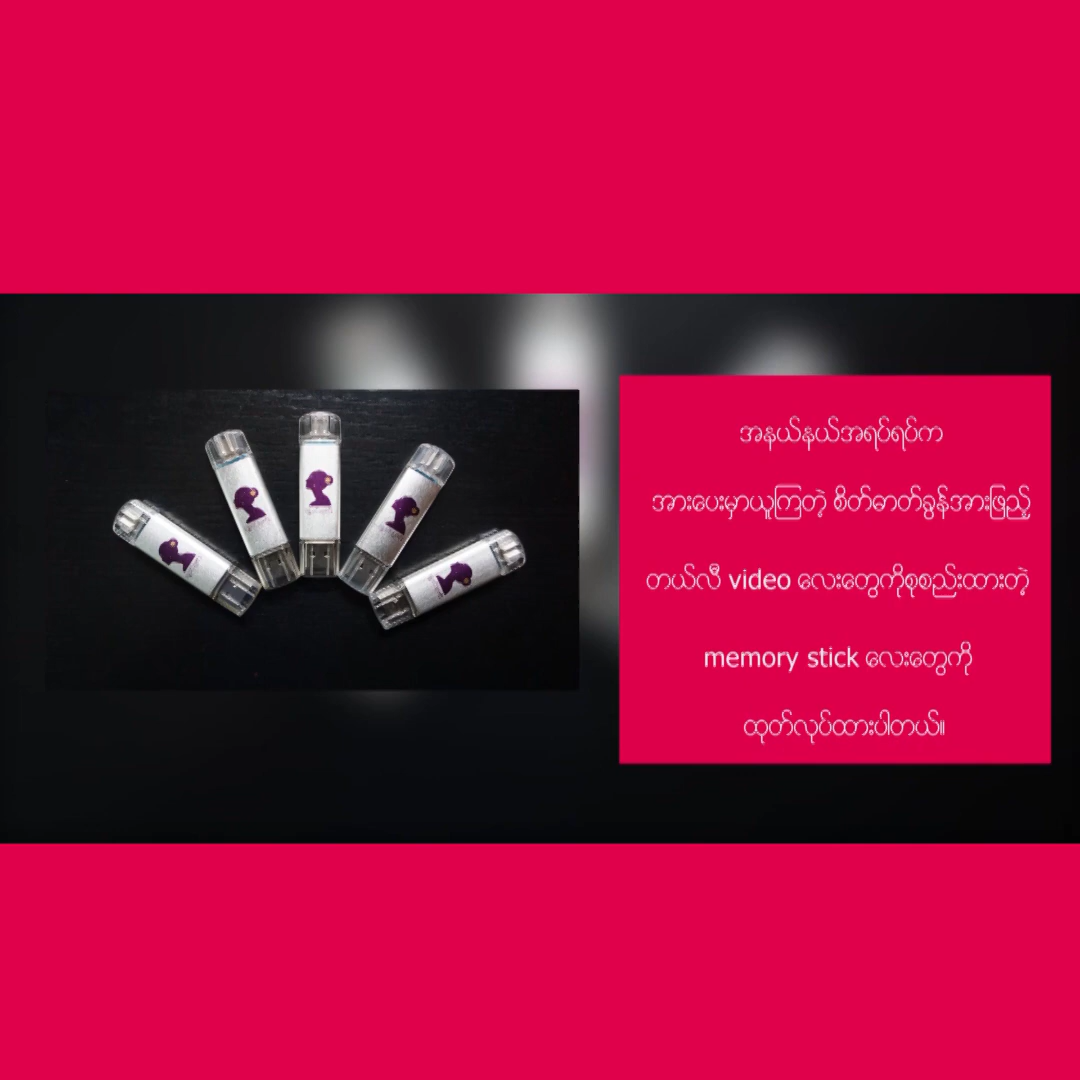 အနယ်နယ်အရပ်ရပ်က
အားပေးမှာယူကြတဲ့ စိတ်ဓာတ်ခွန်အားဖြည့်
တယ်လီ video လေးတွေကိုစုစည်းထားတဲ့
memory stick လေးတွေကို
ထုတ်လုပ်ထားပါတယ်။